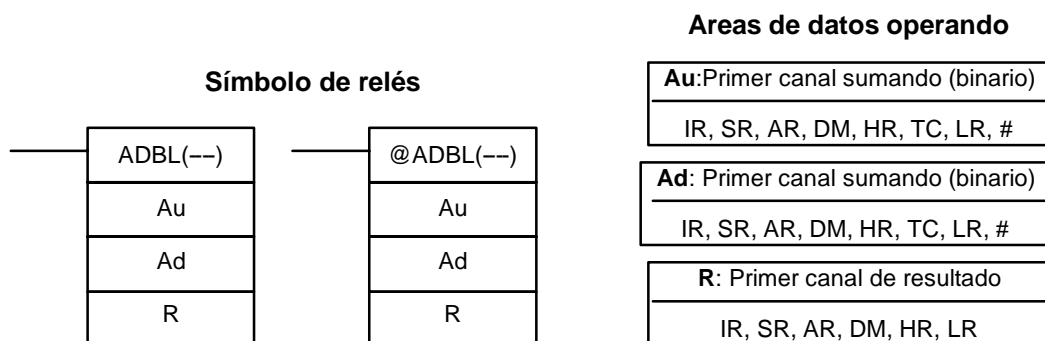 Areas de datos operando
Símbolo de relés
Au:Primer canal sumando (binario)
IR, SR, AR, DM, HR, TC, LR, #
ADBL(––)
@ADBL(––)
Au
Au
Ad: Primer canal sumando (binario)
IR, SR, AR, DM, HR, TC, LR, #
Ad
Ad
R: Primer canal de resultado
R
R
IR, SR, AR, DM, HR, LR